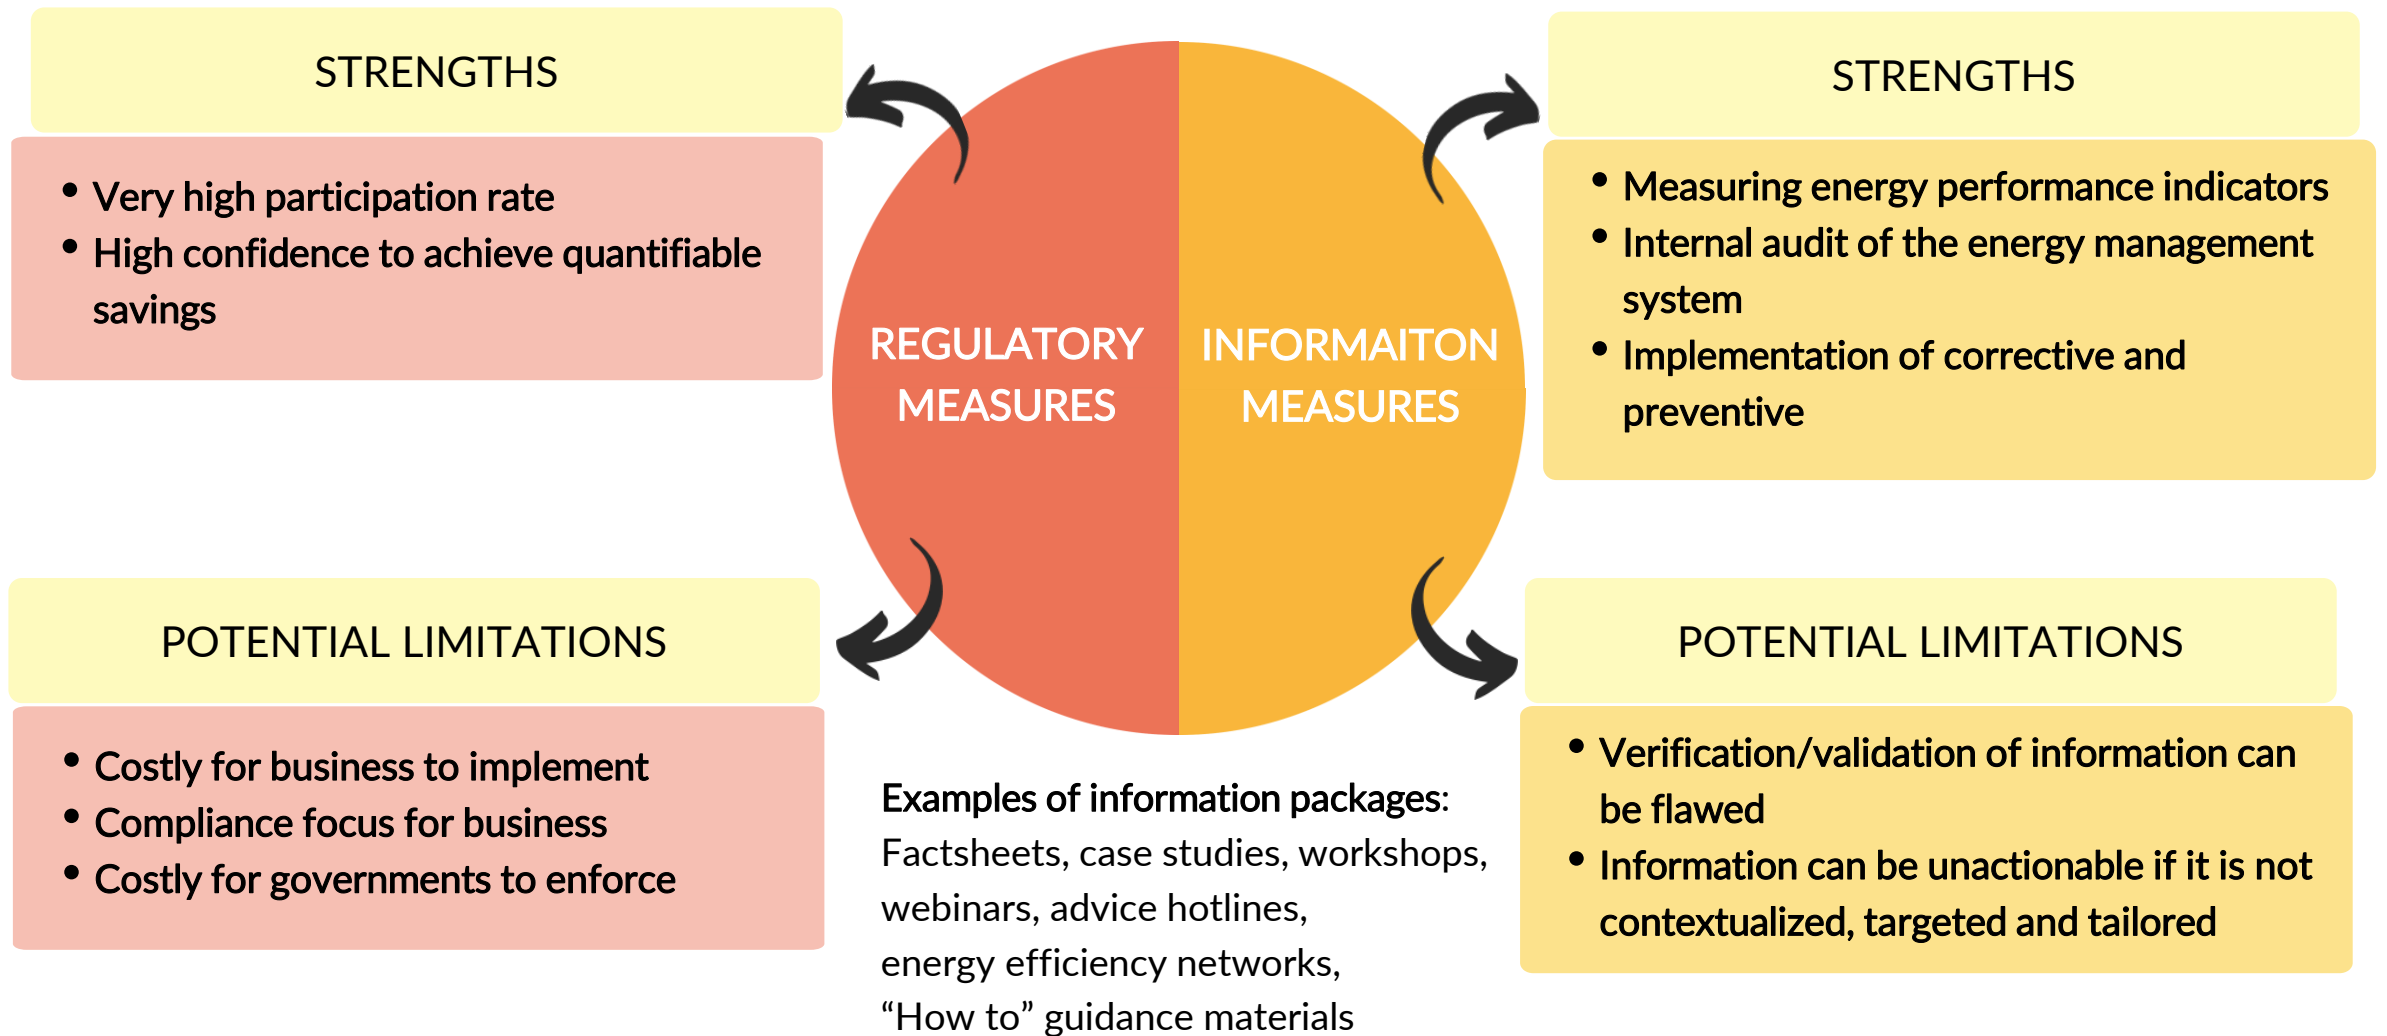 STRENGTHS
• Very high participation rate
• High confidence to achieve quantifiable
savings
POTENTIAL LIMITATIONS
• Costly for business to implement
• Compliance focus for business
• Costly for governments to enforce
REGULATORY
MEASURES
INFORMAITON
MEASURES
Examples of information packages:
Factsheets, case studies, workshops,
webinars, advice hotlines,
energy efficiency networks,
“How to” guidance materials
STRENGTHS
• Measuring energy performance indicators
• Internal audit of the energy management
system
• Implementation of corrective and
preventive
POTENTIAL LIMITATIONS
• Verification/validation of information can
be flawed
• Information can be unactionable if it is not
contextualized, targeted and tailored